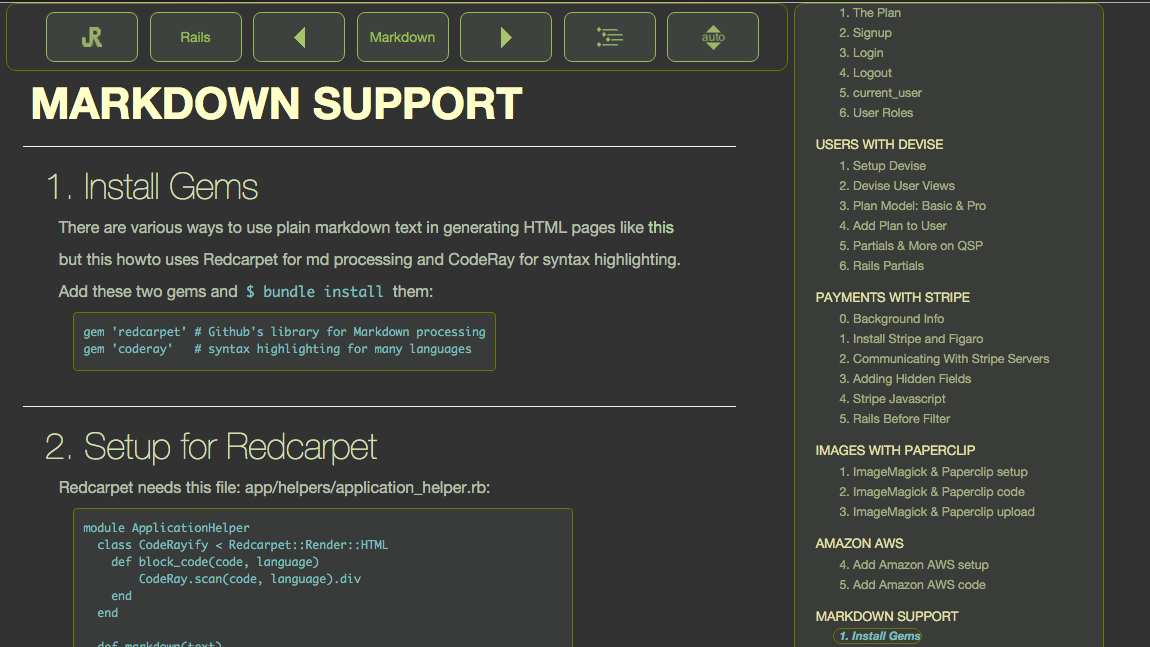 JR
Rails
Markdown
auto
MARKDOWN SUPPORT
1. Install Gems
There are various ways to use plain markdown text in generating HTML pages like this
but this howto uses Redcarpet for md processing and CodeRay for syntax highlighting.
Add these two gems and $ bundle install them:
gem 'redcarpet' # Github's library for Markdown processing
gem 'coderay'   # syntax highlighting for many languages
2. Setup for Redcarpet
Redcarpet needs this file: app/helpers/application_helper.rb:
module ApplicationHelper
  class CodeRayify < Redcarpet::Render::HTML
    def block_code(code, language)
        CodeRay.scan(code, language).div
    end
  end
  def markdown(text)
1. The Plan
2. Signup
3. Login
4. Logout
5. current_user
6. User Roles
USERS WITH DEVISE
1. Setup Devise
2. Devise User Views
3. Plan Model: Basic & Pro
4. Add Plan to User
5. Partials & More on QSP
6. Rails Partials
PAYMENTS WITH STRIPE
0. Background Info
1. Install Stripe and Figaro
2. Communicating With Stripe Servers
3. Adding Hidden Fields
4. Stripe Javascript
5. Rails Before Filter
IMAGES WITH PAPERCLIP
1. ImageMagick & Paperclip setup
2. ImageMagick & Paperclip code
3. ImageMagick & Paperclip upload
AMAZON AWS
4. Add Amazon AWS setup
5. Add Amazon AWS code
MARKDOWN SUPPORT
1. Install Gems